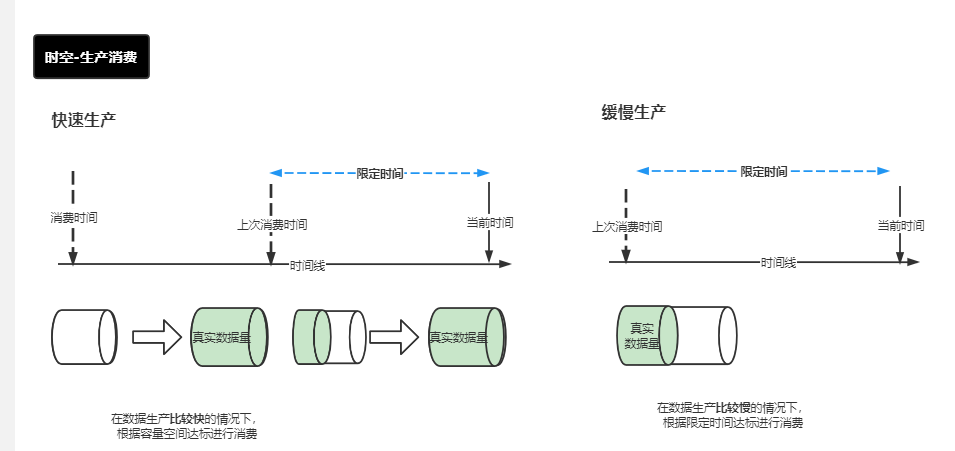 时空-生产消费
快速生产
限定时间
消费时间
上次消费时间
当前时间
时间线
真实数据量
真实数据量
在数据生产比较快的情况下，
根据容量空间达标进行消费
缓慢生产
限定时间
上次消费时间
当前时间
时间线
真实
数据量
在数据生产比较慢的情况下，
根据限定时间达标进行消费